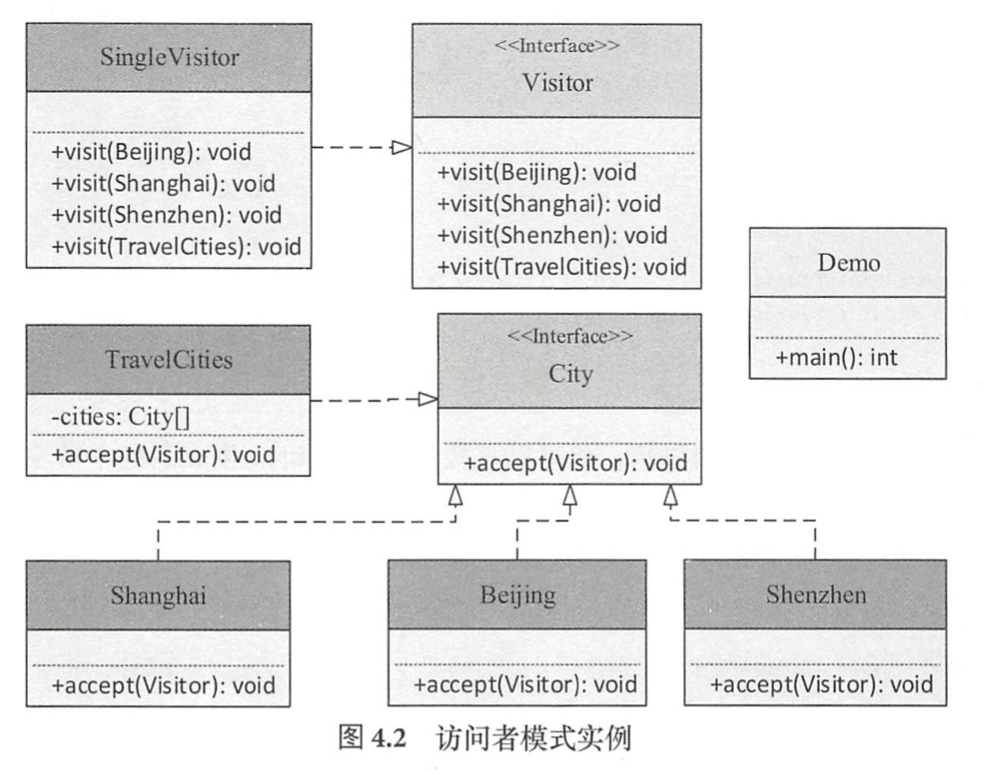 SingleVisitor
+visit(Beijing): void
+visit(Shanghai): void
+visit(Shenzhen): void
+visit(TravelCities): void
<<Interface>>
Visitor
+visit(Beijing): void
+visit(Shanghai): void
+visit(Shenzhen): void
+visit(TravelCities): void
Demo
+main(): int
TravelCities
-cities: City[]
+accept(Visitor): void
<<Interface>>
City
+accept(Visitor): void
Shanghai
+accept(Visitor): void
Beijing
+accept(Visitor): void
Shenzhen
+accept(Visitor): void
图 4.2 访问者模式实例